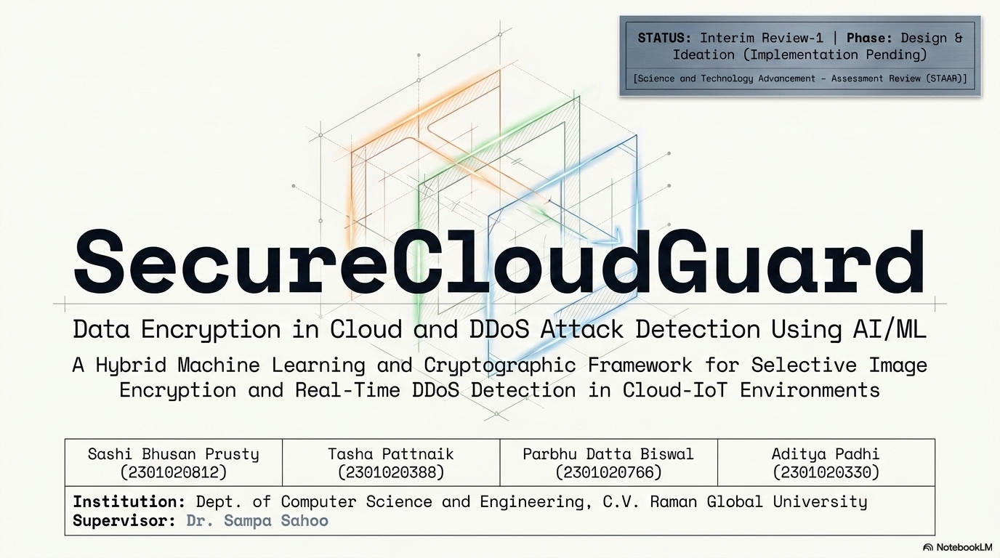 STATUS: Interim Review-1 | Phase: Design &
Ideation (Implementation Pending)
[Science and Technology Advancement – Assessment Review (STAAR)]
SecureCloudGuard
Data Encryption in Cloud and DDoS Attack Detection Using AI/ML
A Hybrid Machine Learning and Cryptographic Framework for Selective Image
Encryption and Real-Time DDoS Detection in Cloud-IoT Environments
Sashi Bhusan Prusty
(2301020812)
Tasha Pattnaik
(2301020388)
Parbhu Datta Biswal
(2301020766)
Aditya Padhi
(2301020330)
Institution: Dept. of Computer Science and Engineering, C.V. Raman Global University
Supervisor: Dr. Sampa Sahoo
NotebookLM